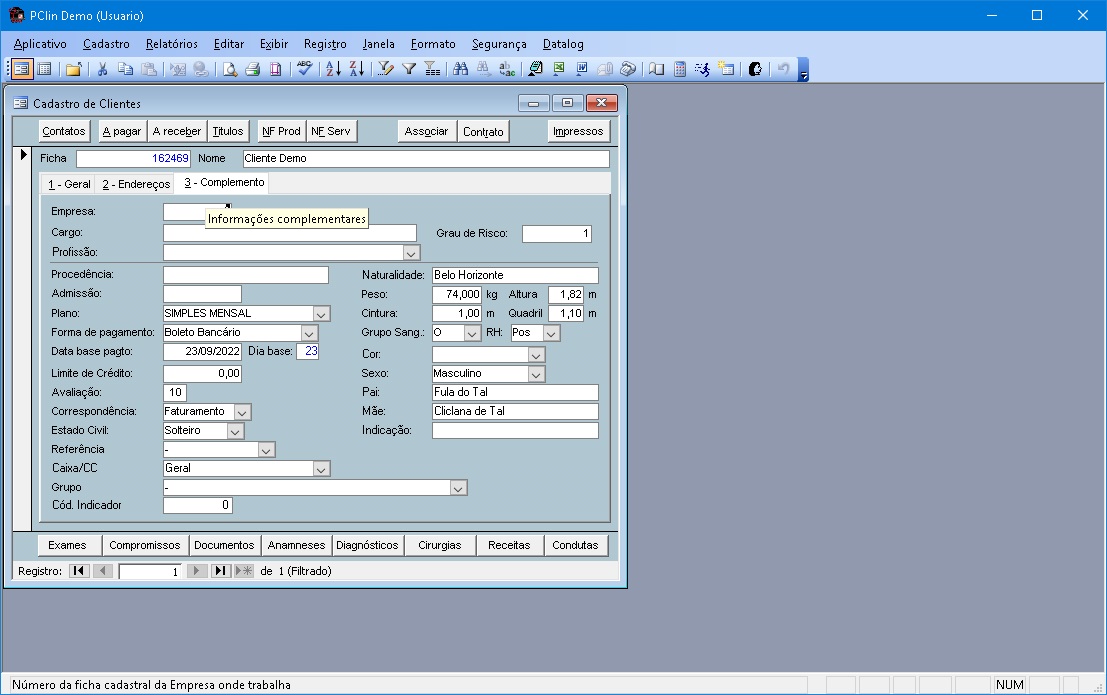 PClin Demo (Usuario)
Aplicativo Cadastro Relatórios Editar Exibir Registro Janela Formato Segurança Datalog
Cadastro de Clientes
Contatos A pagar A receber Titulos NF Prod NF Serv Associar Contrato Impressos
Ficha 162469 Nome Cliente Demo
1 - Geral 2 - Endereços 3 - Complemento
Empresa:
Informações complementares
Cargo: Grau de Risco: 1
Profissão:
Procedência: Naturalidade: Belo Horizonte
Admissão: Peso: 74,000 kg Altura 1,82 m
Plano: SIMPLES MENSAL Cintura: 1,00 m Quadril 1,10 m
Forma de pagamento: Boleto Bancário Grupo Sang.: O RH: Pos
Data base pagto: 23/09/2022 Dia base: 23 Cor:
Limite de Crédito: 0,00 Sexo: Masculino
Avaliação: 10 Pai: Fula do Tal
Correspondência: Faturamento Mãe: Cliclana de Tal
Estado Civil: Solteiro Indicação:
Referência -
Caixa/CC Geral
Grupo -
Cód. Indicador 0
Exames Compromissos Documentos Anamneses Diagnósticos Cirurgias Receitas Condutas
Registro: 1 de 1 (Filtrado)
Número da ficha cadastral da Empresa onde trabalha NUM